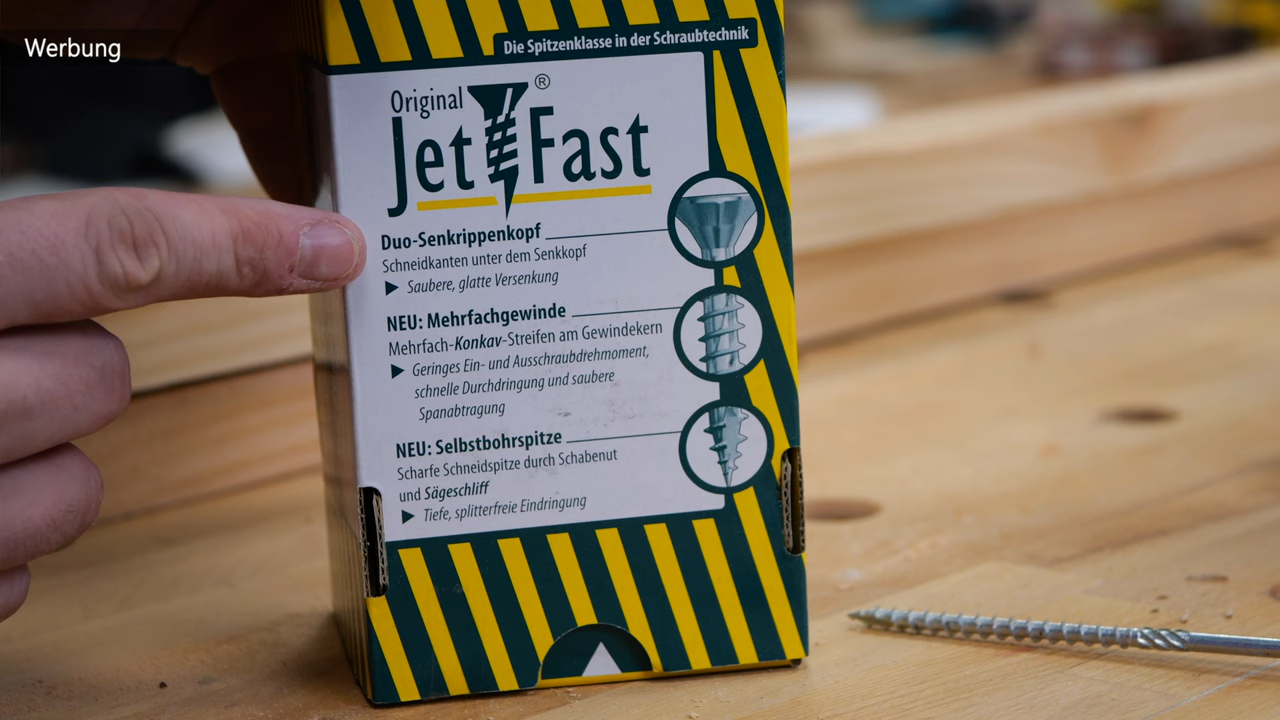 Werbung
Die Spitzenklasse in der Schraubtechnik
Original ®
Jet Fast
Duo-Senkrippenkopf
Schneidkanten unter dem Senkkopf
► Saubere, glatte Versenkung
NEU: Mehrfachgewinde
Mehrfach-Konkav-Streifen am Gewindekern
► Geringes Ein- und Ausschraubdrehmoment,
schnelle Durchdringung und saubere
Spanabtragung
NEU: Selbstbohrspitze
Scharfe Schneidspitze durch Schabenut
und Sägeschliff
► Tiefe, splitterfreie Eindringung